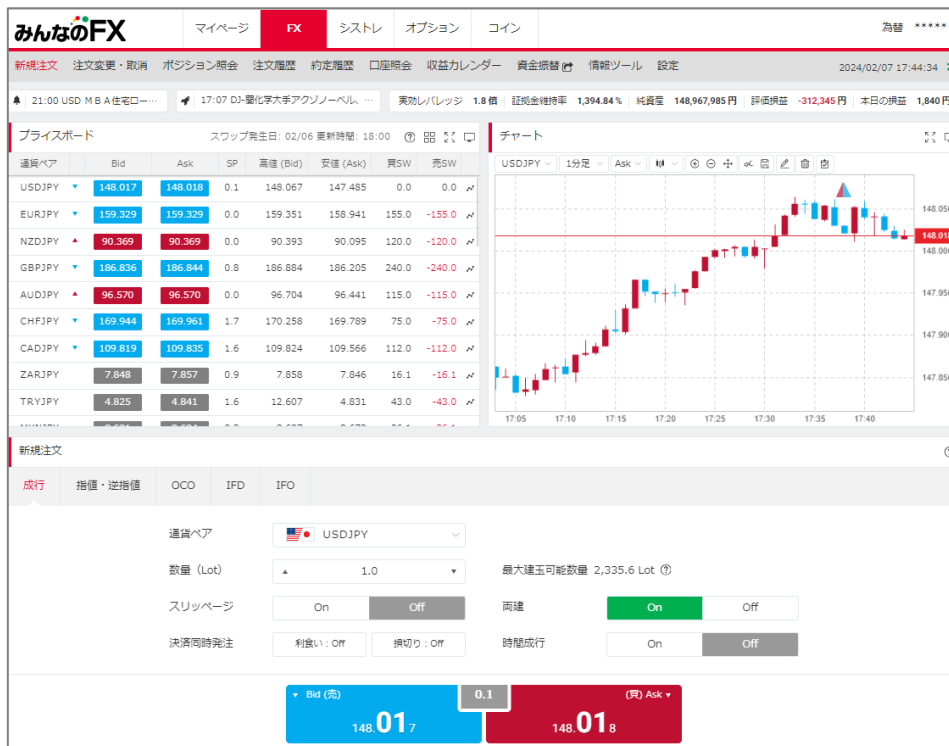 みんなのFX マイページ FX シストレ オプション コイン 為替 *****
新規注文 注文変更・取消 ポジション照会 注文履歴 約定履歴 口座照会 収益カレンダー 資金振替 情報ツール 設定 2024/02/07 17:44:34
21:00 USD M B A住宅ロー… 17:07 DJ-蘭化学大手アクゾノーベル、… 実効レバレッジ 1.8 倍 証拠金維持率 1,394.84 % 純資産 148,967,985 円 評価損益 -312,345 円 本日の損益 1,840 円
プライスボード スワップ発生日: 02/06 更新時間: 18:00
通貨ペア Bid Ask SP 高値 (Bid) 安値 (Ask) 買SW 売SW
USDJPY 148.017 148.018 0.1 148.067 147.485 0.0 0.0
EURJPY 159.329 159.329 0.0 159.351 158.941 155.0 -155.0
NZDJPY 90.369 90.369 0.0 90.393 90.095 120.0 -120.0
GBPJPY 186.836 186.844 0.8 186.884 186.205 240.0 -240.0
AUDJPY 96.570 96.570 0.0 96.704 96.441 115.0 -115.0
CHFJPY 169.944 169.961 1.7 170.258 169.789 75.0 -75.0
CADJPY 109.819 109.835 1.6 109.824 109.566 112.0 -112.0
ZARJPY 7.848 7.857 0.9 7.858 7.846 16.1 -16.1
TRYJPY 4.825 4.841 1.6 12.607 4.831 43.0 -43.0
チャート
USDJPY 1分足 Ask
148.050
148.018
148.000
147.950
147.900
147.850
17:05 17:10 17:15 17:20 17:25 17:30 17:35 17:40
新規注文
成行 指値・逆指値 OCO IFD IFO
通貨ペア USDJPY
数量 (Lot) 1.0 最大建玉可能数量 2,335.6 Lot
スリッページ On Off 両建 On Off
決済同時発注 利食い : Off 損切り : Off 時間成行 On Off
Bid (売) 0.1 (買) Ask
148.017 148.018